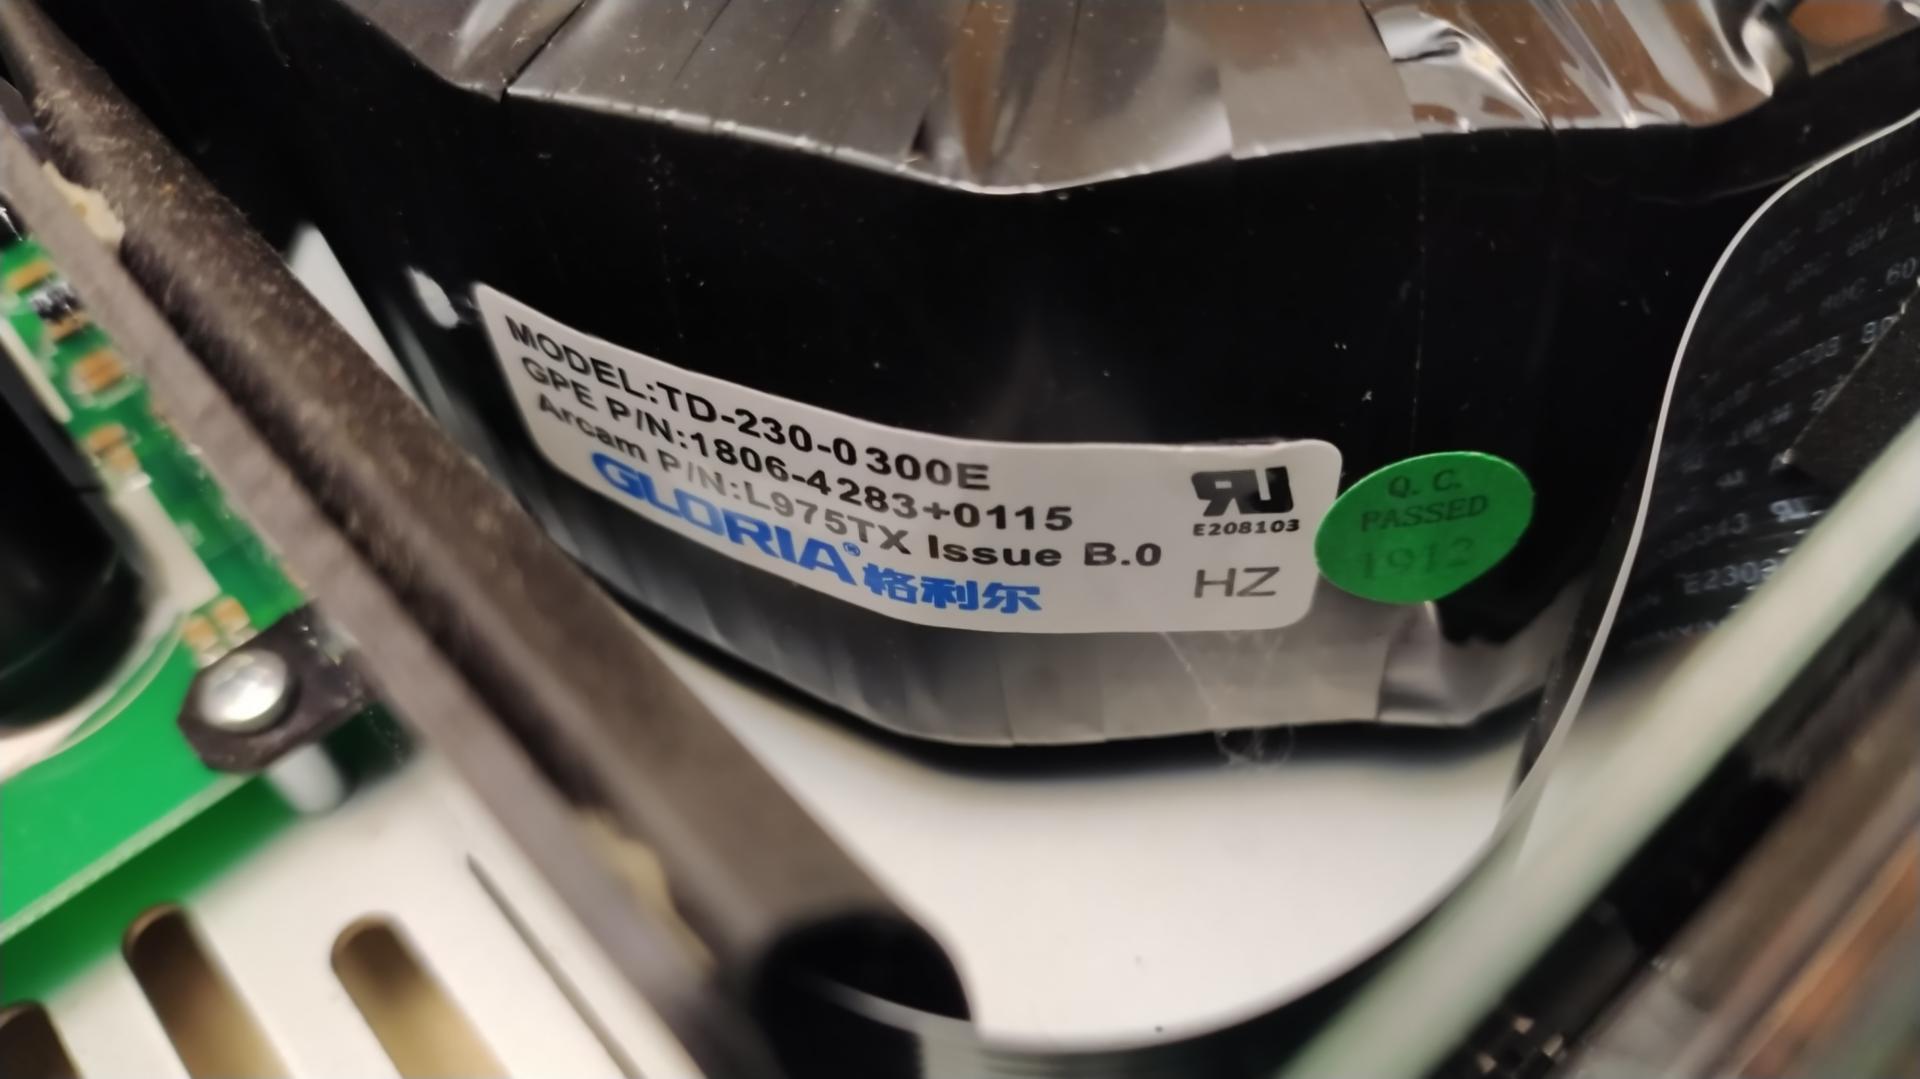 MODEL:TD-230-0300E
GPE P/N:1806-4283+0115
Arcam P/N:L975TX Issue B.0
GLORIA® 格利尔
RU
E208103
HZ
Q. C.
PASSED
1912